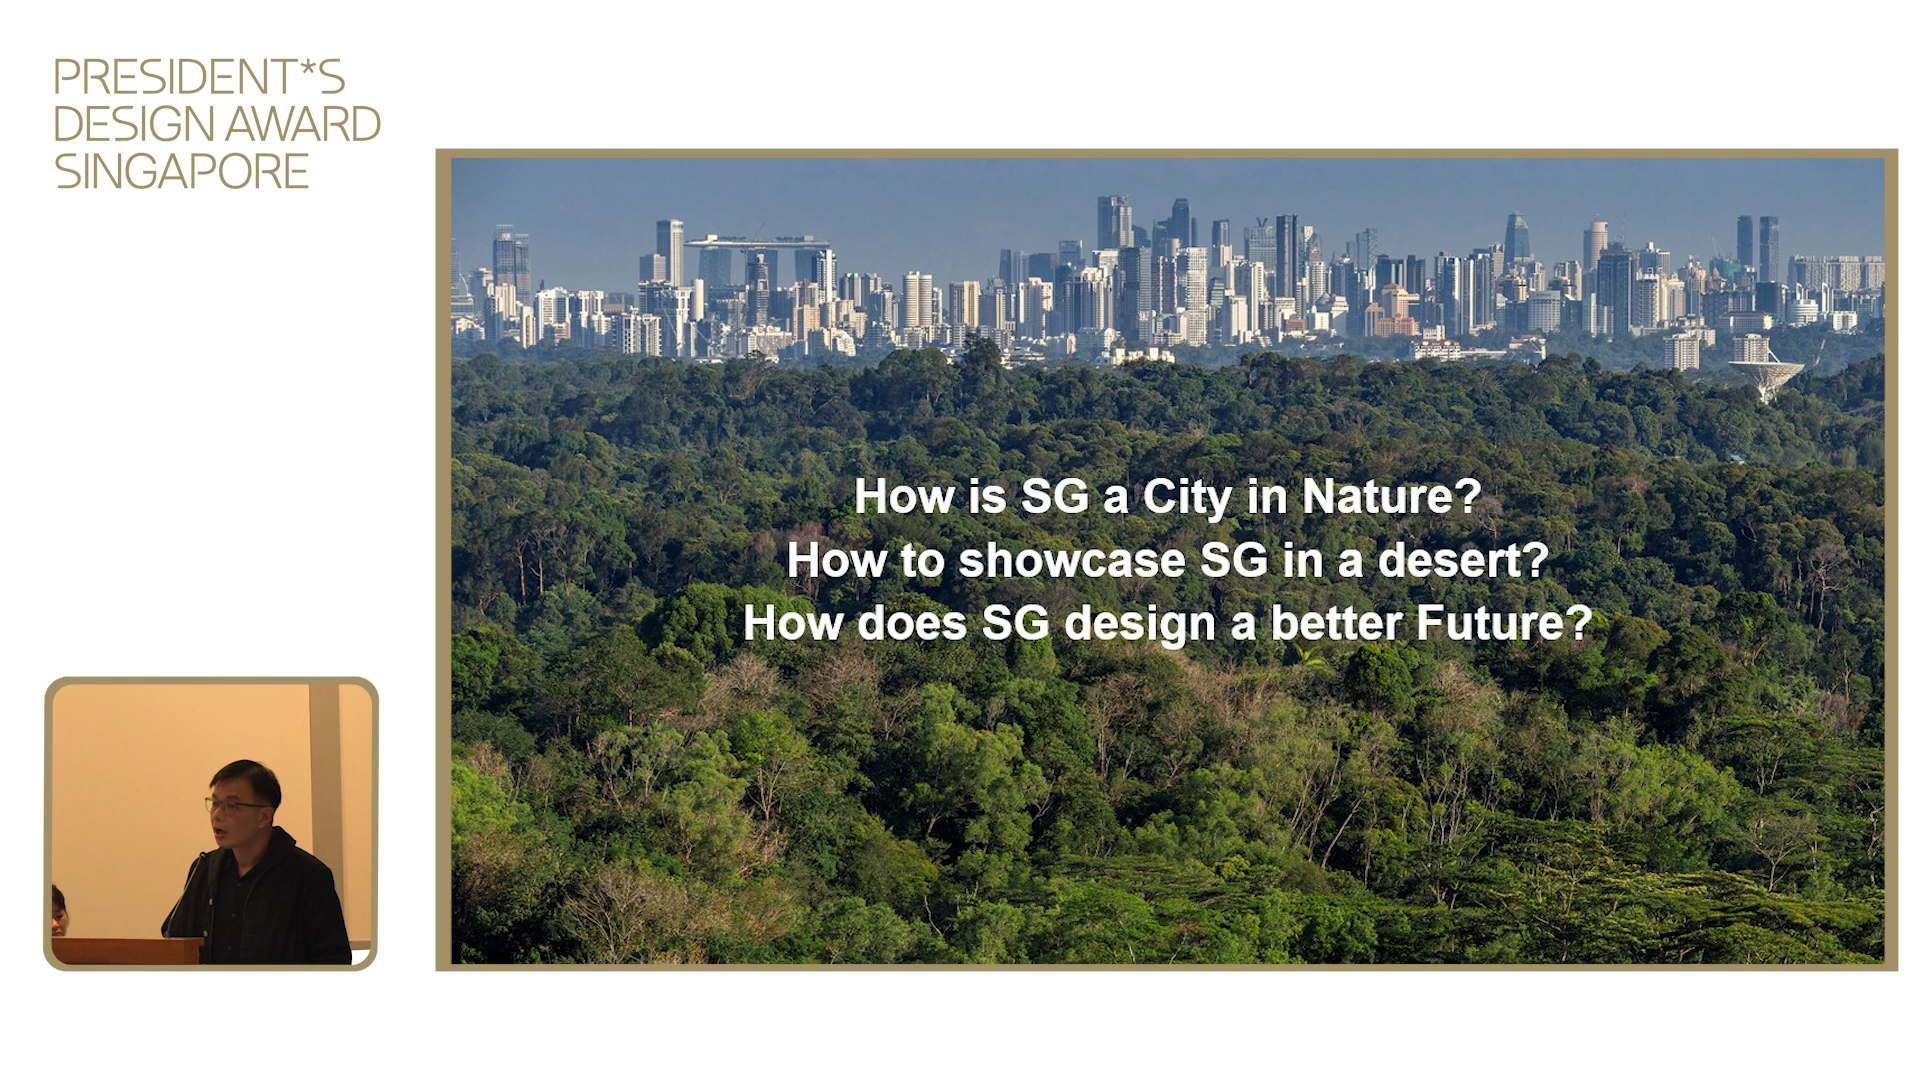 PRESIDENT*S
DESIGN AWARD
SINGAPORE
How is SG a City in Nature?
How to showcase SG in a desert?
How does SG design a better Future?